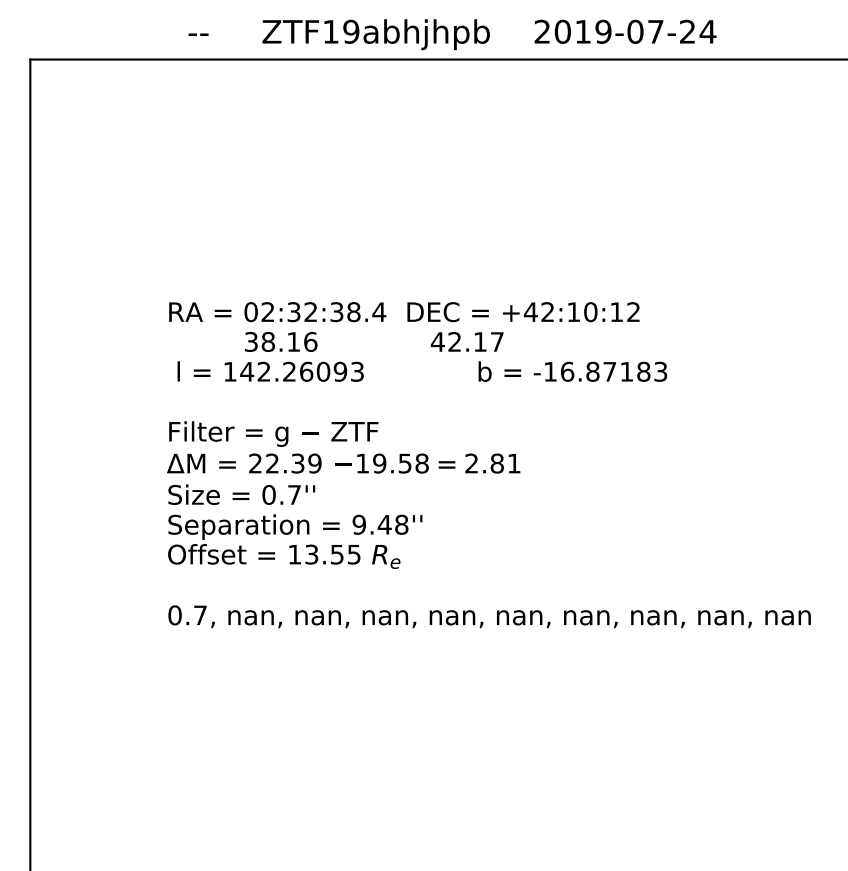 -- ZTF19abhjhpb 2019-07-24
RA = 02:32:38.4 DEC = +42:10:12
38.16 42.17
l = 142.26093 b = -16.87183
Filter = g − ZTF
ΔM = 22.39 −19.58 = 2.81
Size = 0.7''
Separation = 9.48''
Offset = 13.55 Re
0.7, nan, nan, nan, nan, nan, nan, nan, nan, nan